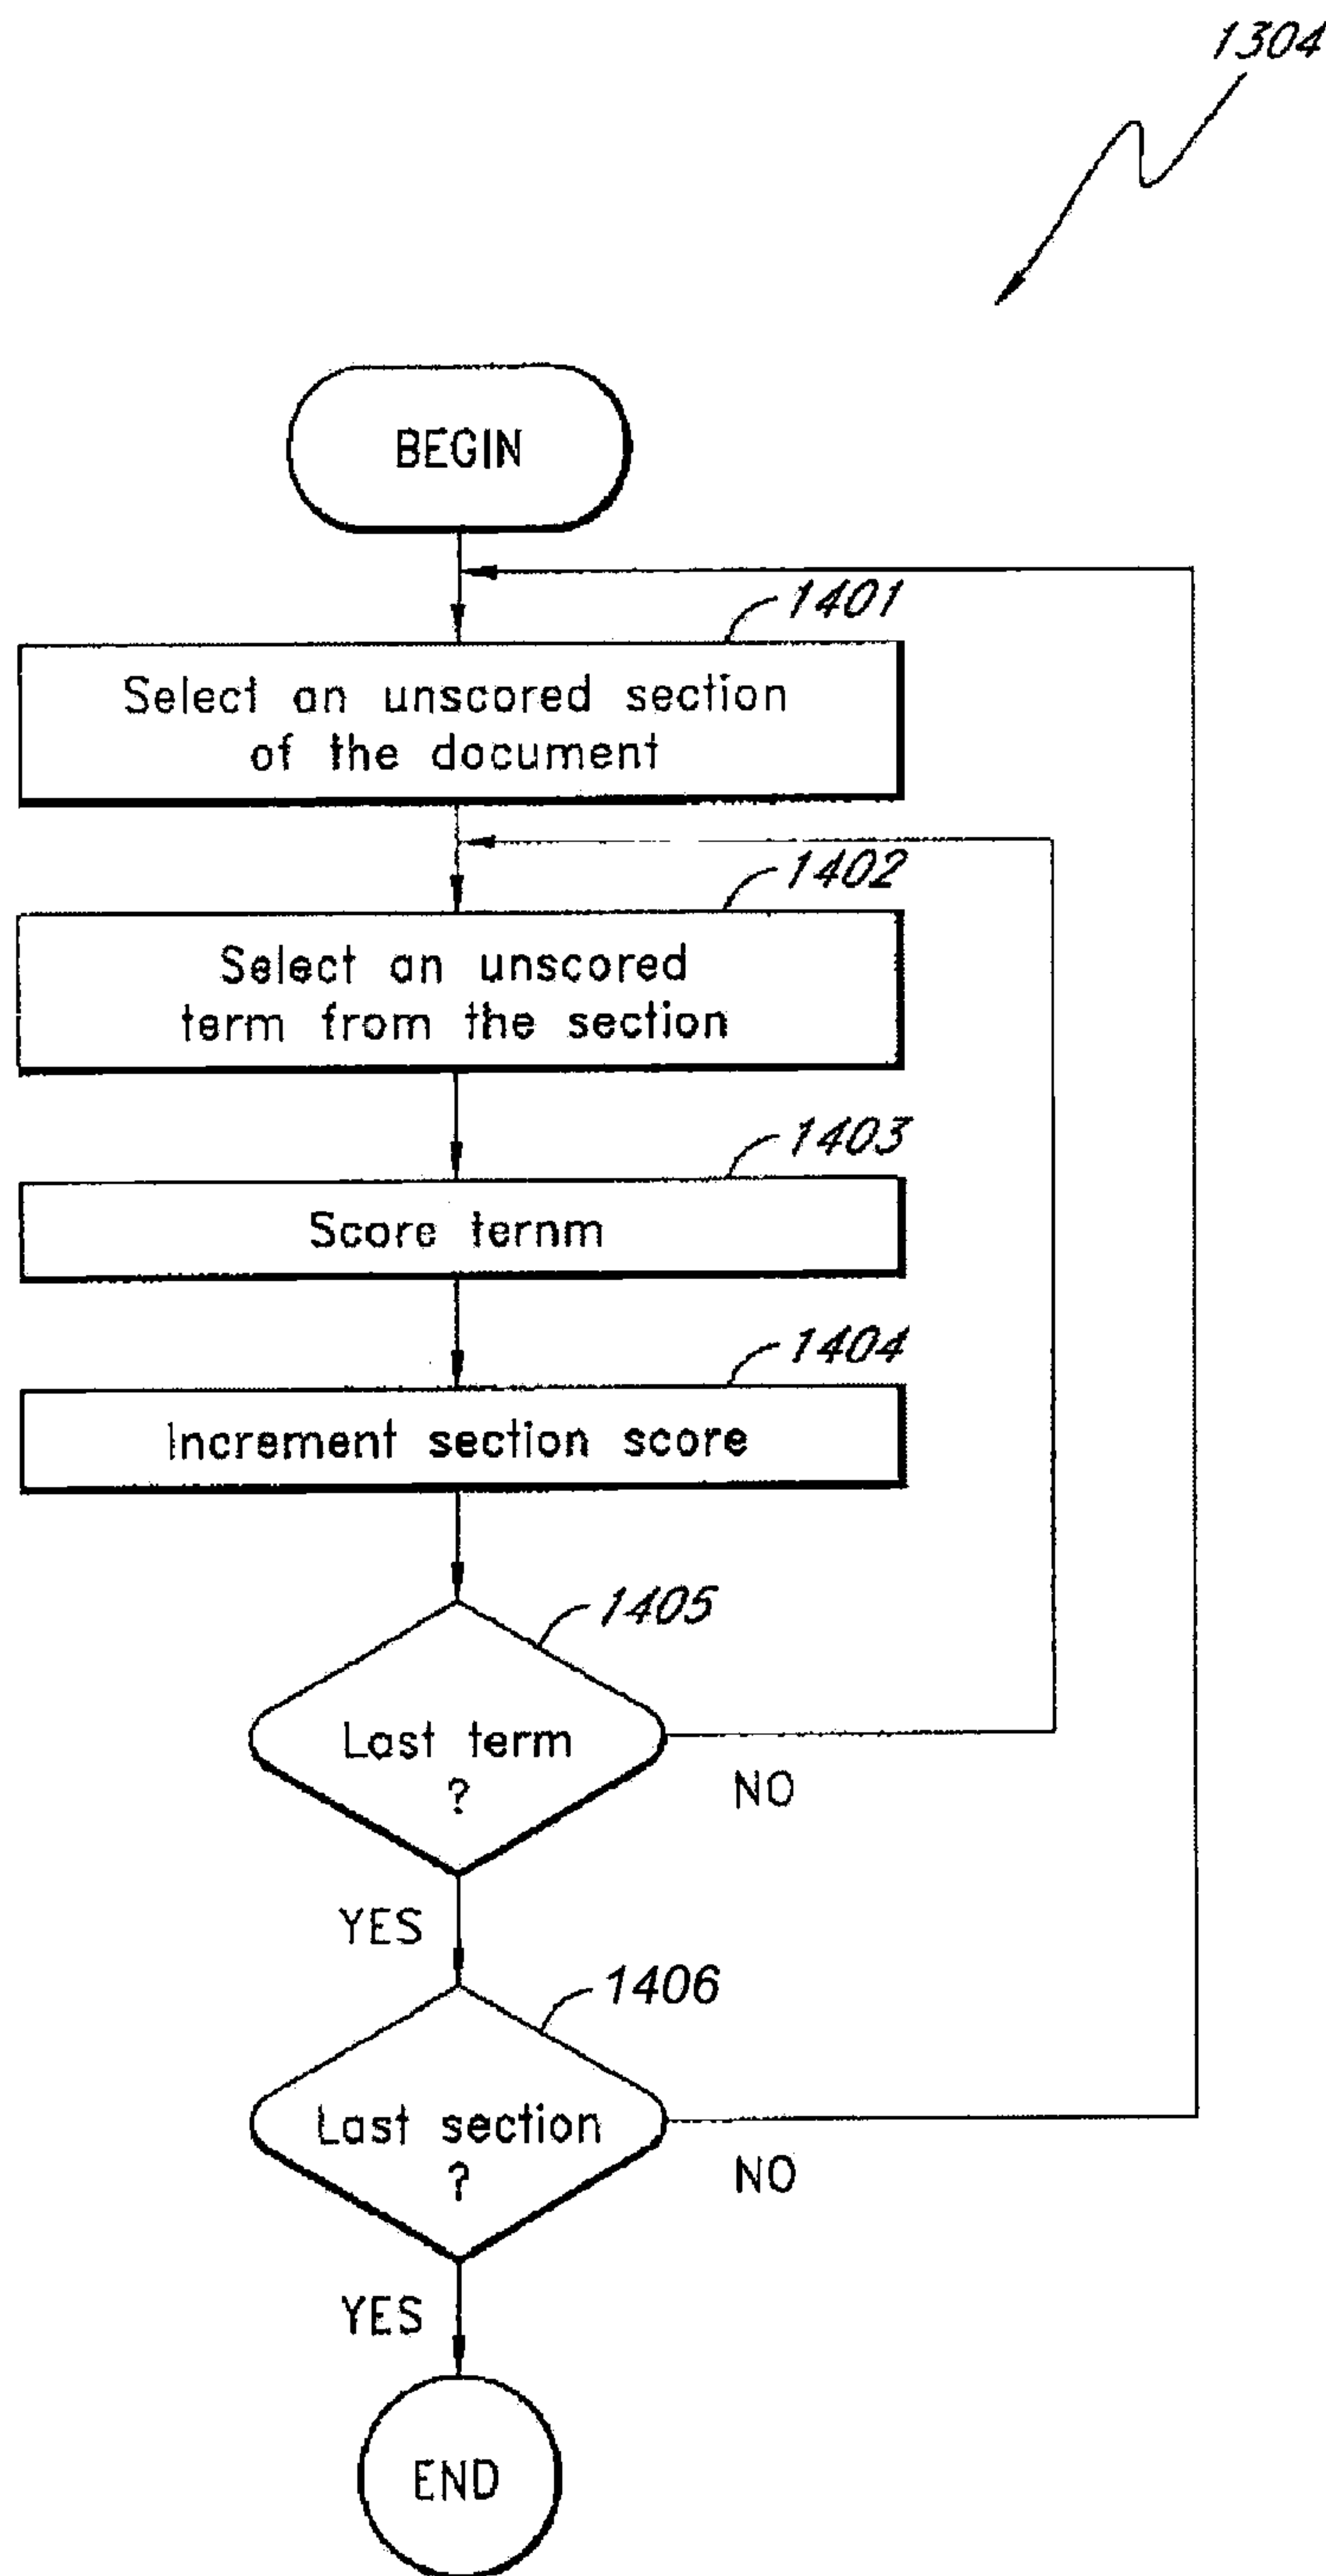 1304
BEGIN
1401
Select an unscored section
of the document
1402
Select an unscored
term from the section
1403
Score ternm
1404
Increment section score
1405
Last term
?
NO
YES
1406
Last section
?
NO
YES
END